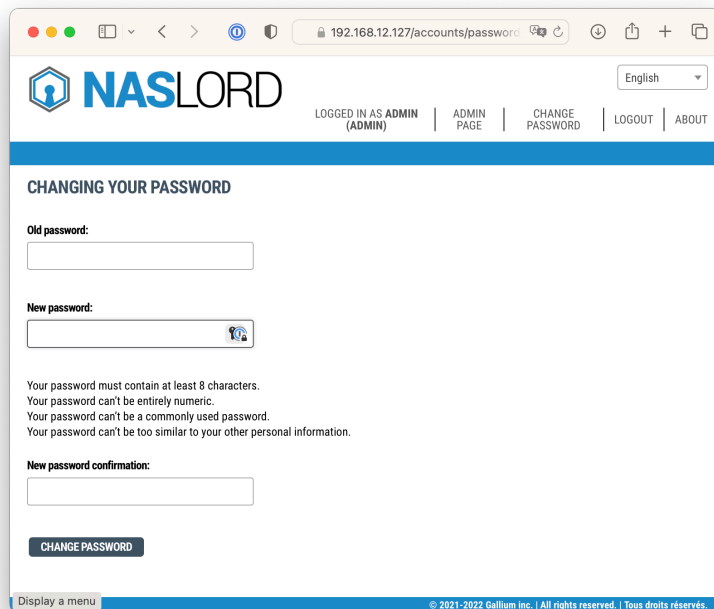 192.168.12.127/accounts/password
NASLORD
English
LOGGED IN AS ADMIN (ADMIN)
ADMIN PAGE
CHANGE PASSWORD
LOGOUT
ABOUT
CHANGING YOUR PASSWORD
Old password:
New password:
Your password must contain at least 8 characters.
Your password can't be entirely numeric.
Your password can't be a commonly used password.
Your password can't be too similar to your other personal information.
New password confirmation:
CHANGE PASSWORD
Display a menu
© 2021-2022 Gallium inc. | All rights reserved. | Tous droits réservés.